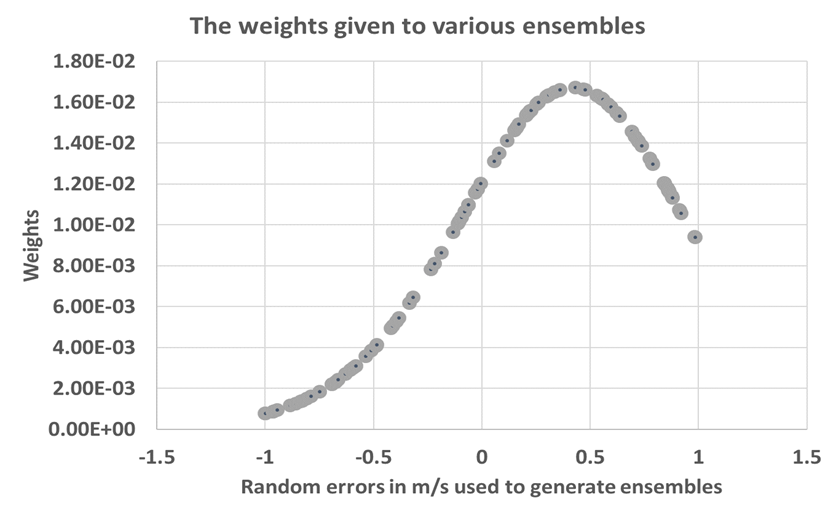 The weights given to various ensembles
1.80E-02
1.60E-02
1.40E-02
1.20E-02
1.00E-02
8.00E-03
6.00E-03
4.00E-03
2.00E-03
0.00E+00
Weights
-1.5 -1 -0.5 0 0.5 1 1.5
Random errors in m/s used to generate ensembles